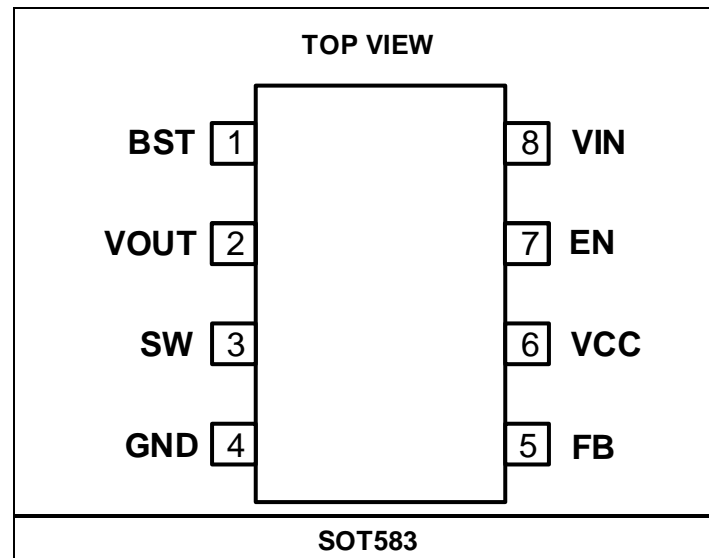 TOP VIEW
BST 1 8 VIN
VOUT 2 7 EN
SW 3 6 VCC
GND 4 5 FB
SOT583